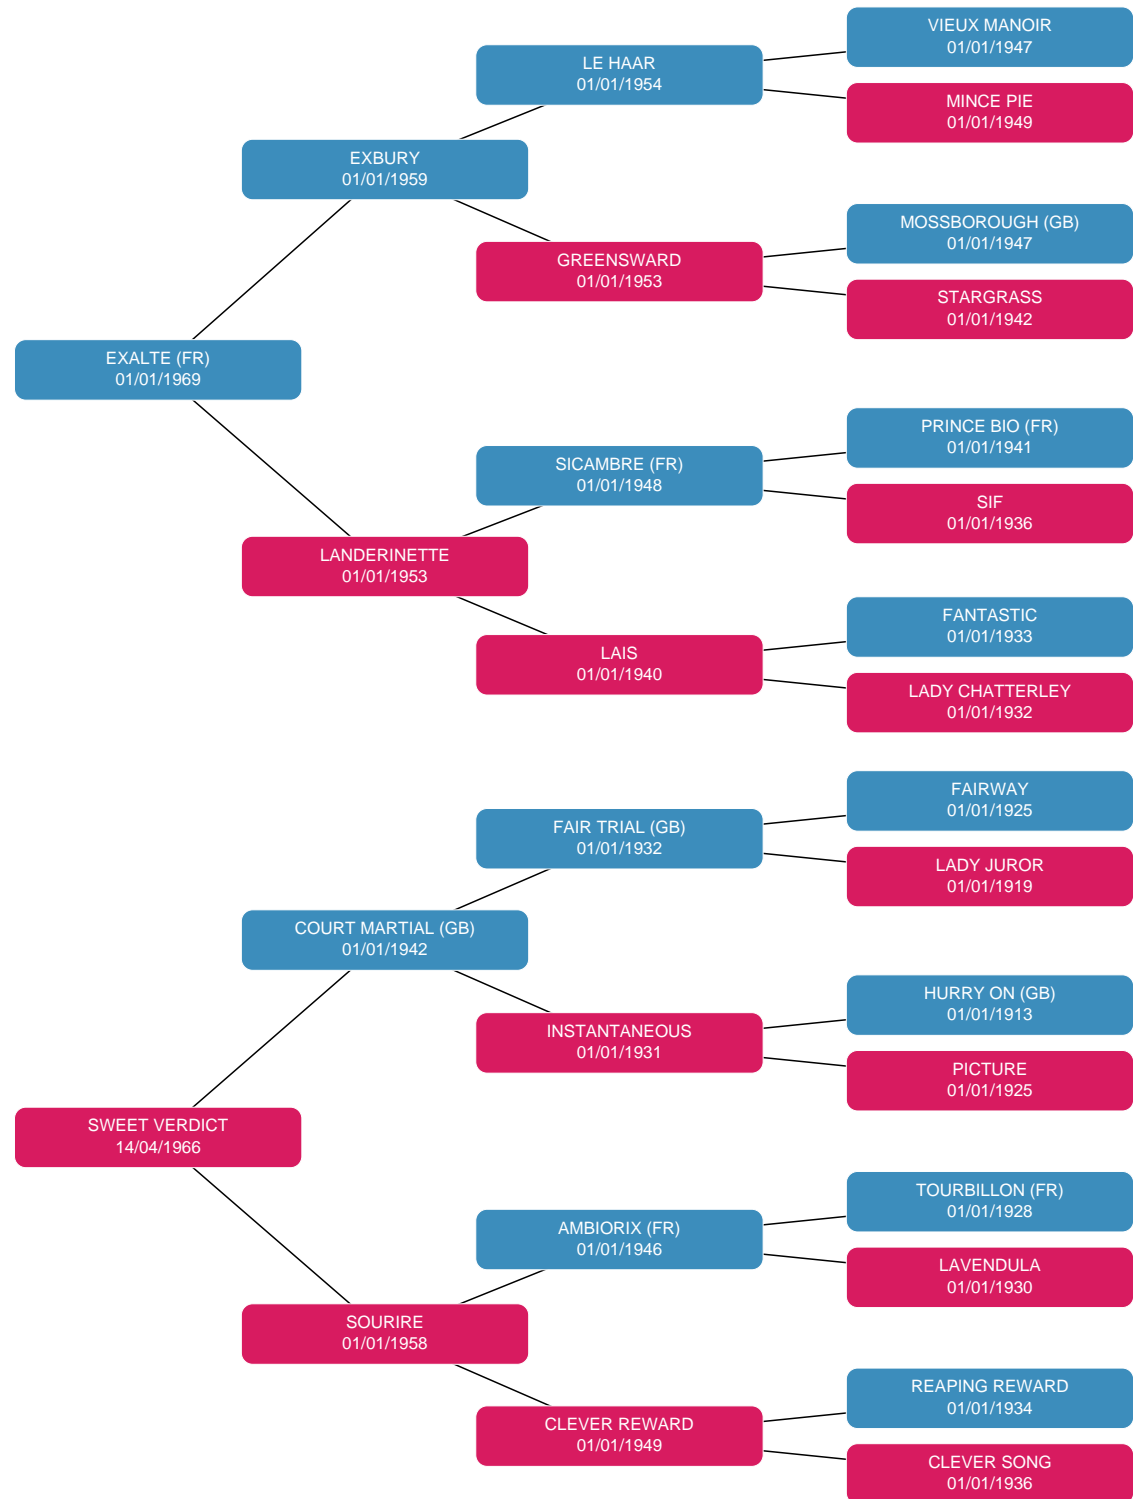 VIEUX MANOIR
01/01/1947
LE HAAR
01/01/1954
MINCE PIE
01/01/1949
EXBURY
01/01/1959
MOSSBOROUGH (GB)
01/01/1947
GREENSWARD
01/01/1953
STARGRASS
01/01/1942
EXALTE (FR)
01/01/1969
PRINCE BIO (FR)
01/01/1941
SICAMBRE (FR)
01/01/1948
SIF
01/01/1936
LANDERINETTE
01/01/1953
FANTASTIC
01/01/1933
LAIS
01/01/1940
LADY CHATTERLEY
01/01/1932
FAIRWAY
01/01/1925
FAIR TRIAL (GB)
01/01/1932
LADY JUROR
01/01/1919
COURT MARTIAL (GB)
01/01/1942
HURRY ON (GB)
01/01/1913
INSTANTANEOUS
01/01/1931
PICTURE
01/01/1925
SWEET VERDICT
14/04/1966
TOURBILLON (FR)
01/01/1928
AMBIORIX (FR)
01/01/1946
LAVENDULA
01/01/1930
SOURIRE
01/01/1958
REAPING REWARD
01/01/1934
CLEVER REWARD
01/01/1949
CLEVER SONG
01/01/1936